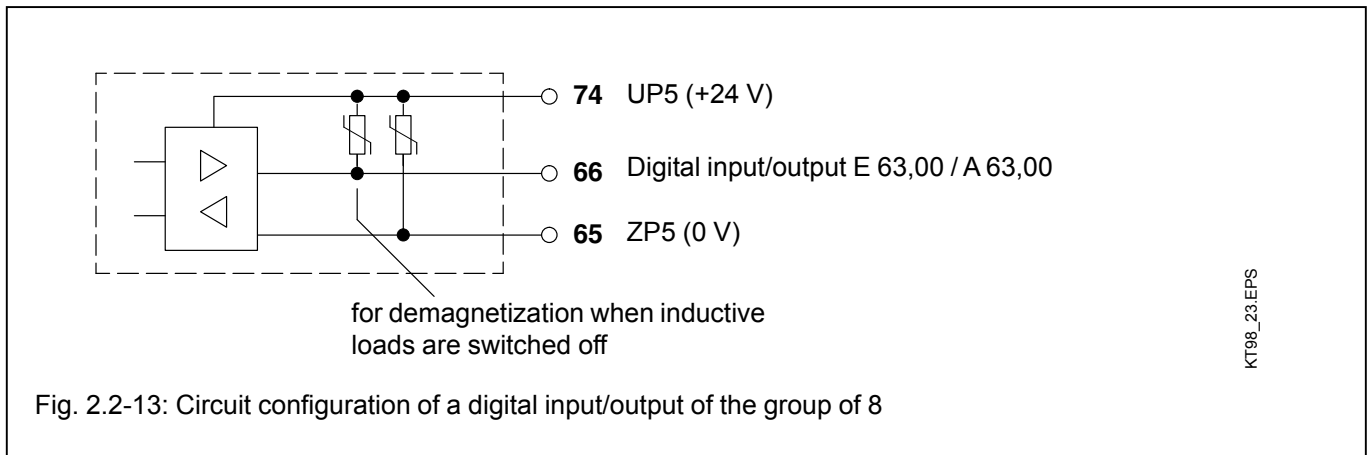 74 UP5 (+24 V)
66 Digital input/output E 63,00 / A 63,00
65 ZP5 (0 V)
for demagnetization when inductive
loads are switched off
KT98_23.EPS
Fig. 2.2-13: Circuit configuration of a digital input/output of the group of 8